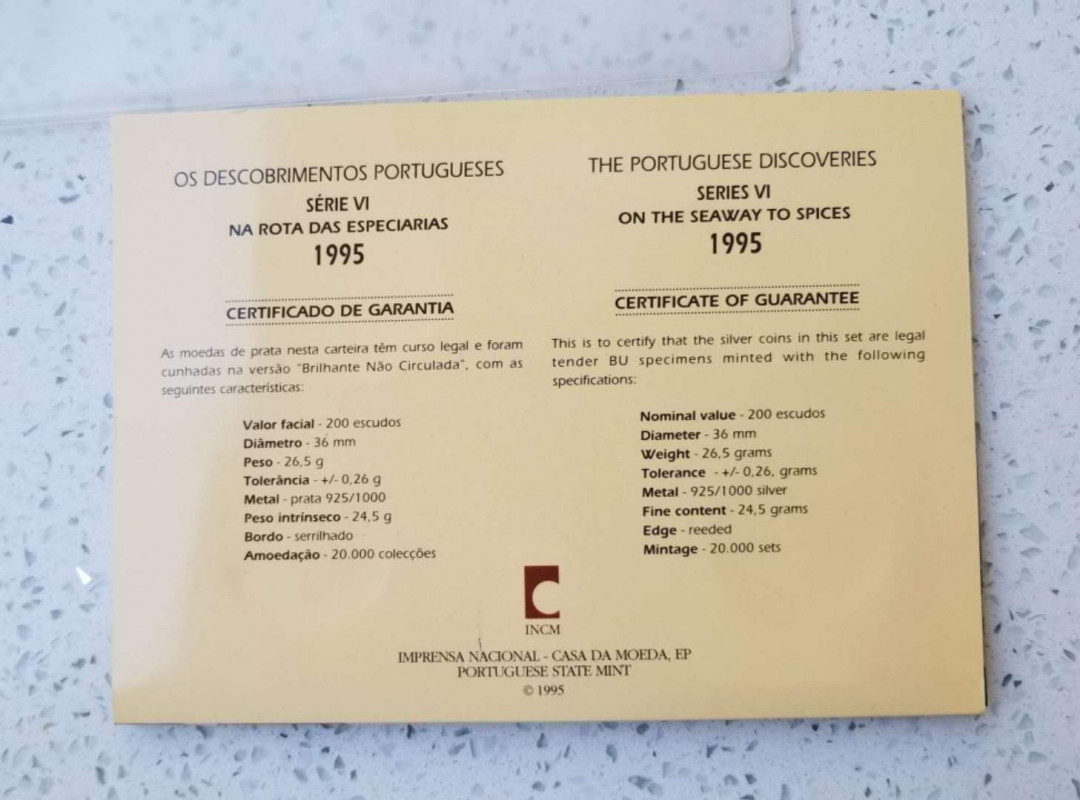 OS DESCOBRIMENTOS PORTUGUESES
SÉRIE VI
NA ROTA DAS ESPECIARIAS
1995
CERTIFICADO DE GARANTIA
As moedas de prata nesta carteira têm curso legal e foram
cunhadas na versão "Brilhante Não Circulada", com as
seguintes características:
Valor facial - 200 escudos
Diâmetro - 36 mm
Peso - 26,5 g
Tolerância - +/- 0,26 g
Metal - prata 925/1000
Peso intrínseco - 24,5 g
Bordo - serrilhado
Amoedação - 20.000 colecções
THE PORTUGUESE DISCOVERIES
SERIES VI
ON THE SEAWAY TO SPICES
1995
CERTIFICATE OF GUARANTEE
This is to certify that the silver coins in this set are legal
tender BU specimens minted with the following
specifications:
Nominal value - 200 escudos
Diameter - 36 mm
Weight - 26,5 grams
Tolerance - +/- 0,26, grams
Metal - 925/1000 silver
Fine content - 24,5 grams
Edge - reeded
Mintage - 20.000 sets
INCM
IMPRENSA NACIONAL - CASA DA MOEDA, EP
PORTUGUESE STATE MINT
© 1995